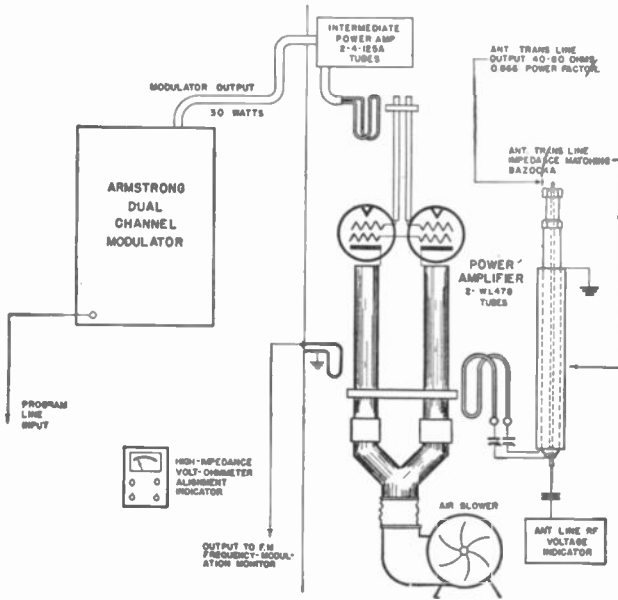 INTERMEDIATE
POWER AMP
2-4-125A
TUBES
MODULATOR OUTPUT
50 WATTS
ANT. TRANS LINE
OUTPUT 40-80 OHMS
0.866 POWER FACTOR
ANT. TRANS LINE
IMPEDANCE MATCHING
BAZOOKA
ARMSTRONG
DUAL
CHANNEL
MODULATOR
POWER
AMPLIFIER
2- WL478
TUBES
PROGRAM
LINE
INPUT
HIGH-IMPEDANCE
VOLT-OHMMETER
ALIGNMENT
INDICATOR
AIR BLOWER
OUTPUT TO F.M
FREQUENCY-MODUL-
ATION MONITOR
ANT LINE RF
VOLTAGE
INDICATOR